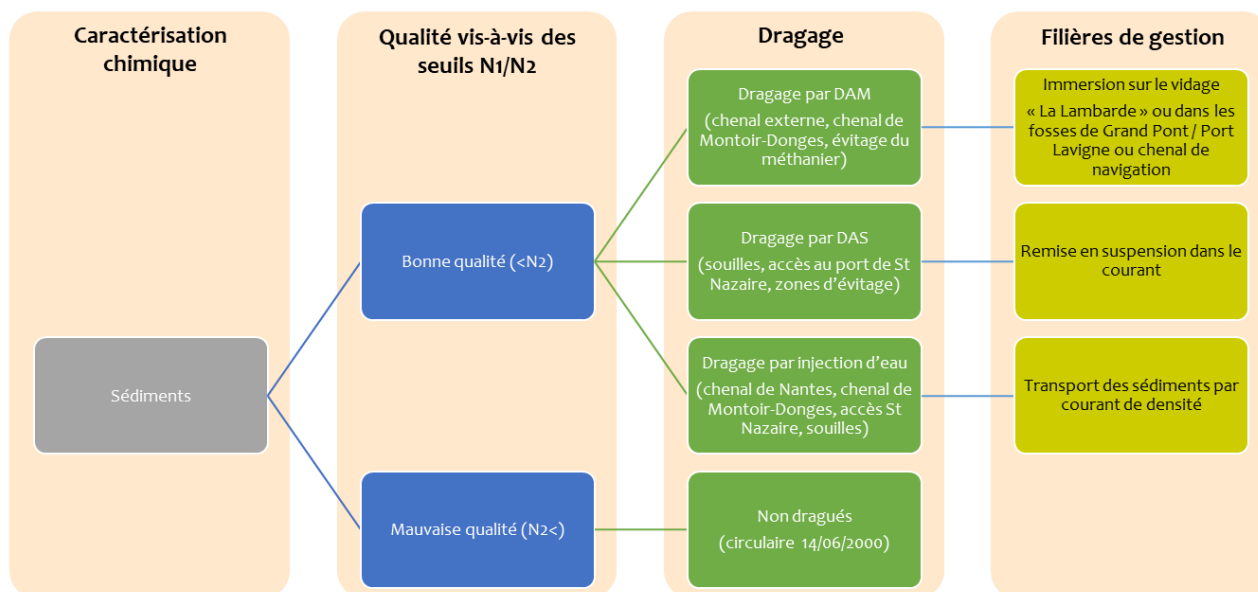 Caractérisation
chimique
Qualité vis-à-vis des
seuils N1/N2
Dragage
Filières de gestion
Sédiments
Bonne qualité (<N2)
Mauvaise qualité (N2<)
Dragage par DAM
(chenal externe, chenal de
Montoir-Donges, évitage du
méthanier)
Dragage par DAS
(souilles, accès au port de St
Nazaire, zones d’évitage)
Dragage par injection d’eau
(chenal de Nantes, chenal de
Montoir-Donges, accès St
Nazaire, souilles)
Non dragués
(circulaire 14/06/2000)
Immersion sur le vidage
« La Lambarde » ou dans les
fosses de Grand Pont / Port
Lavigne ou chenal de
navigation
Remise en suspension dans le
courant
Transport des sédiments par
courant de densité